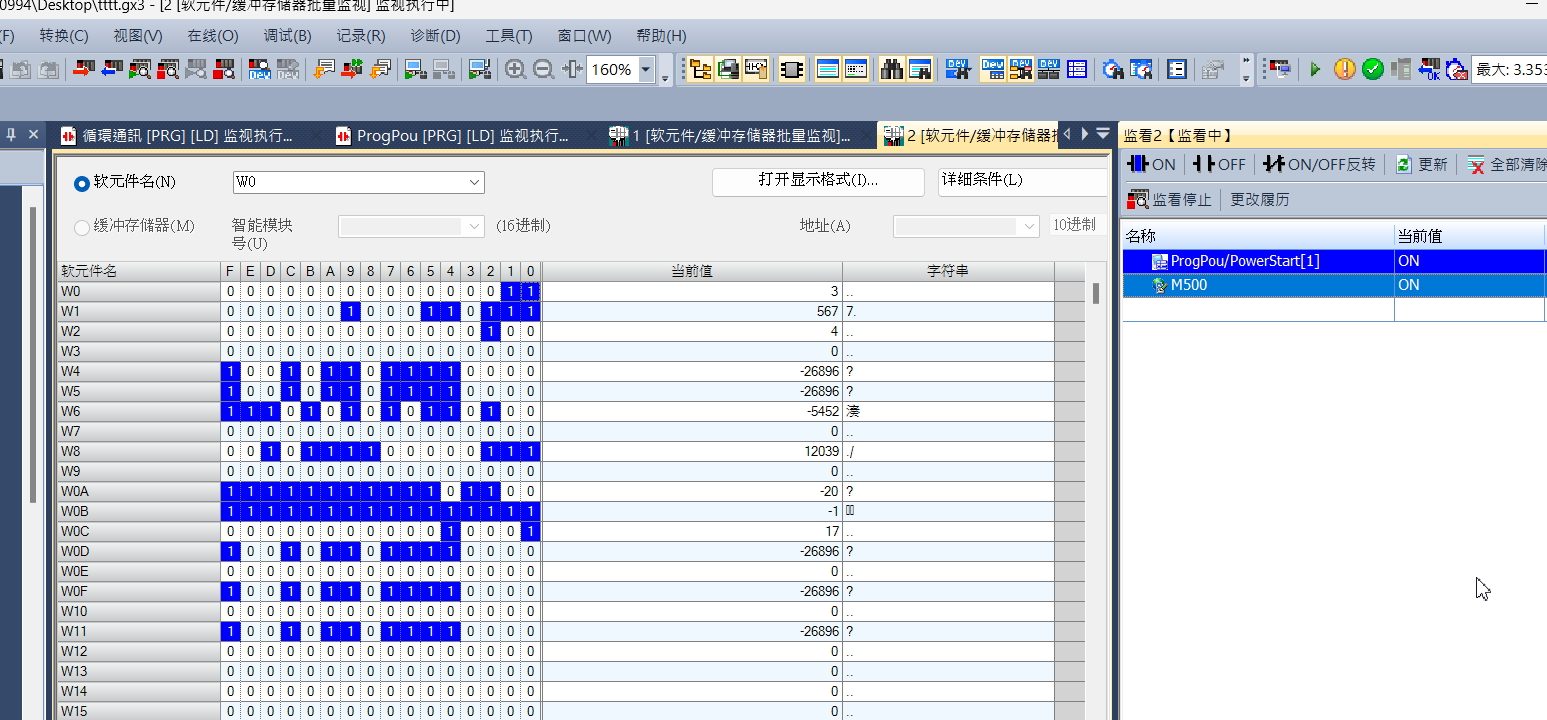 0994\Desktop\tttt.gx3 - [2 [软元件/缓冲存储器批量监视] 监视执行中]
(F) 转换(C) 视图(V) 在线(O) 调试(B) 记录(R) 诊断(D) 工具(T) 窗口(W) 帮助(H)
160% 最大: 3.353
循環通訊 [PRG] [LD] 监视执行... ProgPou [PRG] [LD] 监视执行... 1 [软元件/缓冲存储器批量监视]... 2 [软元件/缓冲存储器批
监看2【监看中】
ON OFF ON/OFF反转 更新 全部清除
监看停止 更改履历
名称 当前值
ProgPou/PowerStart[1] ON
M500 ON
软元件名(N) W0 打开显示格式(I)... 详细条件(L)
缓冲存储器(M) 智能模块号(U) (16进制) 地址(A) 10进制
软元件名 F E D C B A 9 8 7 6 5 4 3 2 1 0 当前值 字符串
W0 0 0 0 0 0 0 0 0 0 0 0 0 0 0 1 1 3 ..
W1 0 0 0 0 0 0 1 0 0 0 1 1 0 1 1 1 567 7.
W2 0 0 0 0 0 0 0 0 0 0 0 0 0 1 0 0 4 ..
W3 0 0 0 0 0 0 0 0 0 0 0 0 0 0 0 0 0 ..
W4 1 0 0 1 0 1 1 0 1 1 1 1 0 0 0 0 -26896 ?
W5 1 0 0 1 0 1 1 0 1 1 1 1 0 0 0 0 -26896 ?
W6 1 1 1 0 1 0 1 0 1 0 1 1 0 1 0 0 -5452
W7 0 0 0 0 0 0 0 0 0 0 0 0 0 0 0 0 0 ..
W8 0 0 1 0 1 1 1 1 0 0 0 0 0 1 1 1 12039 ./
W9 0 0 0 0 0 0 0 0 0 0 0 0 0 0 0 0 0 ..
W0A 1 1 1 1 1 1 1 1 1 1 1 0 1 1 0 0 -20 ?
W0B 1 1 1 1 1 1 1 1 1 1 1 1 1 1 1 1 -1
W0C 0 0 0 0 0 0 0 0 0 0 0 1 0 0 0 1 17 ..
W0D 1 0 0 1 0 1 1 0 1 1 1 1 0 0 0 0 -26896 ?
W0E 0 0 0 0 0 0 0 0 0 0 0 0 0 0 0 0 0 ..
W0F 1 0 0 1 0 1 1 0 1 1 1 1 0 0 0 0 -26896 ?
W10 0 0 0 0 0 0 0 0 0 0 0 0 0 0 0 0 0 ..
W11 1 0 0 1 0 1 1 0 1 1 1 1 0 0 0 0 -26896 ?
W12 0 0 0 0 0 0 0 0 0 0 0 0 0 0 0 0 0 ..
W13 0 0 0 0 0 0 0 0 0 0 0 0 0 0 0 0 0 ..
W14 0 0 0 0 0 0 0 0 0 0 0 0 0 0 0 0 0 ..
W15 0 0 0 0 0 0 0 0 0 0 0 0 0 0 0 0 0 ..